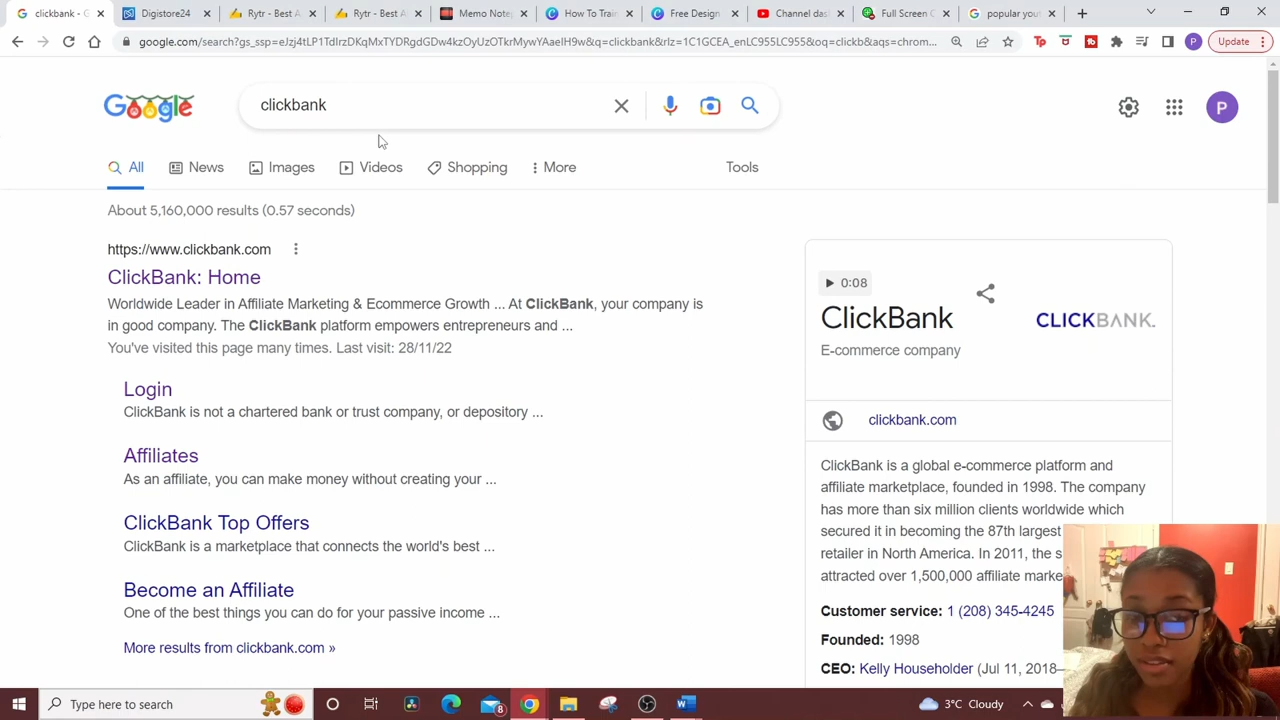 clickbank - G
Digistore24
Rytr - Best A
Rytr - Best A
Memo Note
How To Train
Free Design
Channel das
Full Screen C
popular you
google.com/search?gs_ssp=eJzj4tLP1TdIrzDKqMxTYDRgdGDw4kzOyUzOTkrMywYAaeIH9w&q=clickbank&rlz=1C1GCEA_enLC955LC955&oq=clickb&aqs=chrom...
Tp
P
Update
Google
clickbank
P
All
News
Images
Videos
Shopping
More
Tools
About 5,160,000 results (0.57 seconds)
https://www.clickbank.com
ClickBank: Home
Worldwide Leader in Affiliate Marketing & Ecommerce Growth ... At ClickBank, your company is
in good company. The ClickBank platform empowers entrepreneurs and ...
You've visited this page many times. Last visit: 28/11/22
Login
ClickBank is not a chartered bank or trust company, or depository ...
Affiliates
As an affiliate, you can make money without creating your ...
ClickBank Top Offers
ClickBank is a marketplace that connects the world's best ...
Become an Affiliate
One of the best things you can do for your passive income ...
More results from clickbank.com »
0:08
ClickBank
CLICKBANK.
E-commerce company
clickbank.com
ClickBank is a global e-commerce platform and
affiliate marketplace, founded in 1998. The company
has more than six million clients worldwide which
secured it in becoming the 87th largest
retailer in North America. In 2011, the s
attracted over 1,500,000 affiliate marke
Customer service: 1 (208) 345-4245
Founded: 1998
CEO: Kelly Householder (Jul 11, 2018–
Type here to search
8
W
3°C Cloudy